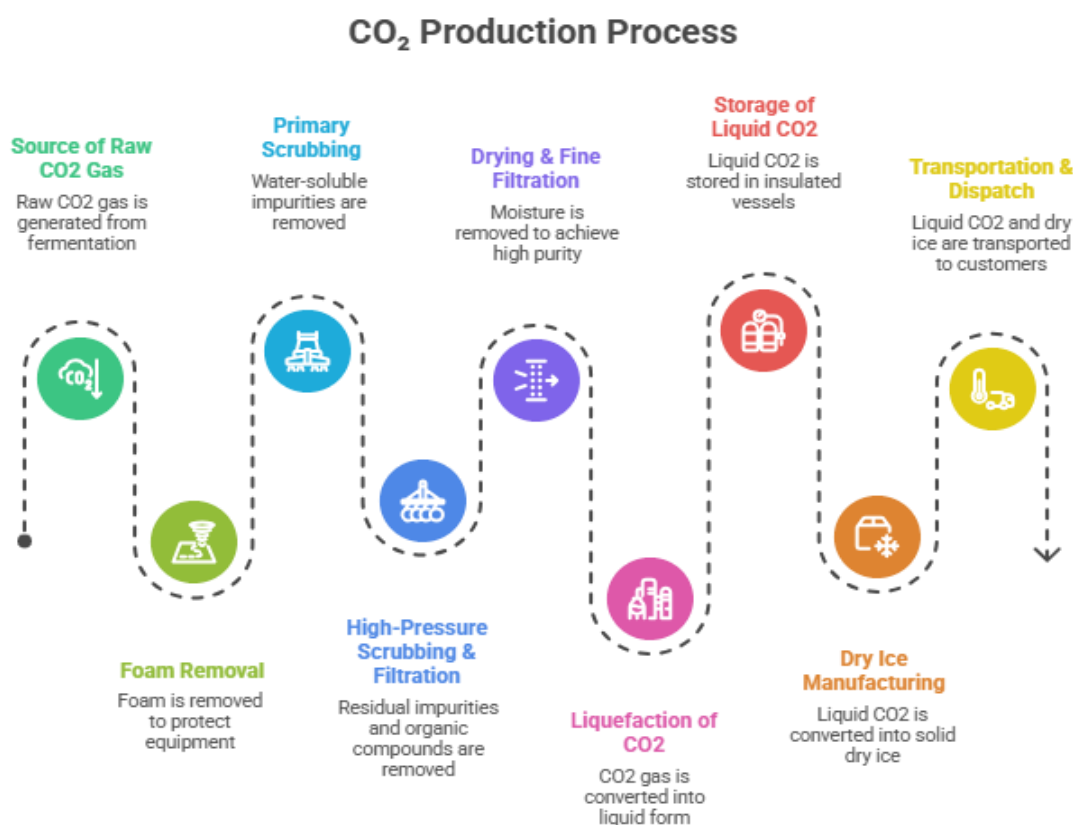 CO₂ Production Process
Source of Raw
CO2 Gas
Raw CO2 gas is
generated from
fermentation
CO₂
Foam Removal
Foam is removed
to protect
equipment
Primary
Scrubbing
Water-soluble
impurities are
removed
High-Pressure
Scrubbing &
Filtration
Residual impurities
and organic
compounds are
removed
Drying & Fine
Filtration
Moisture is
removed to achieve
high purity
Liquefaction of
CO2
CO2 gas is
converted into
liquid form
Storage of
Liquid CO2
Liquid CO2 is
stored in insulated
vessels
Dry Ice
Manufacturing
Liquid CO2 is
converted into solid
dry ice
Transportation &
Dispatch
Liquid CO2 and dry
ice are transported
to customers